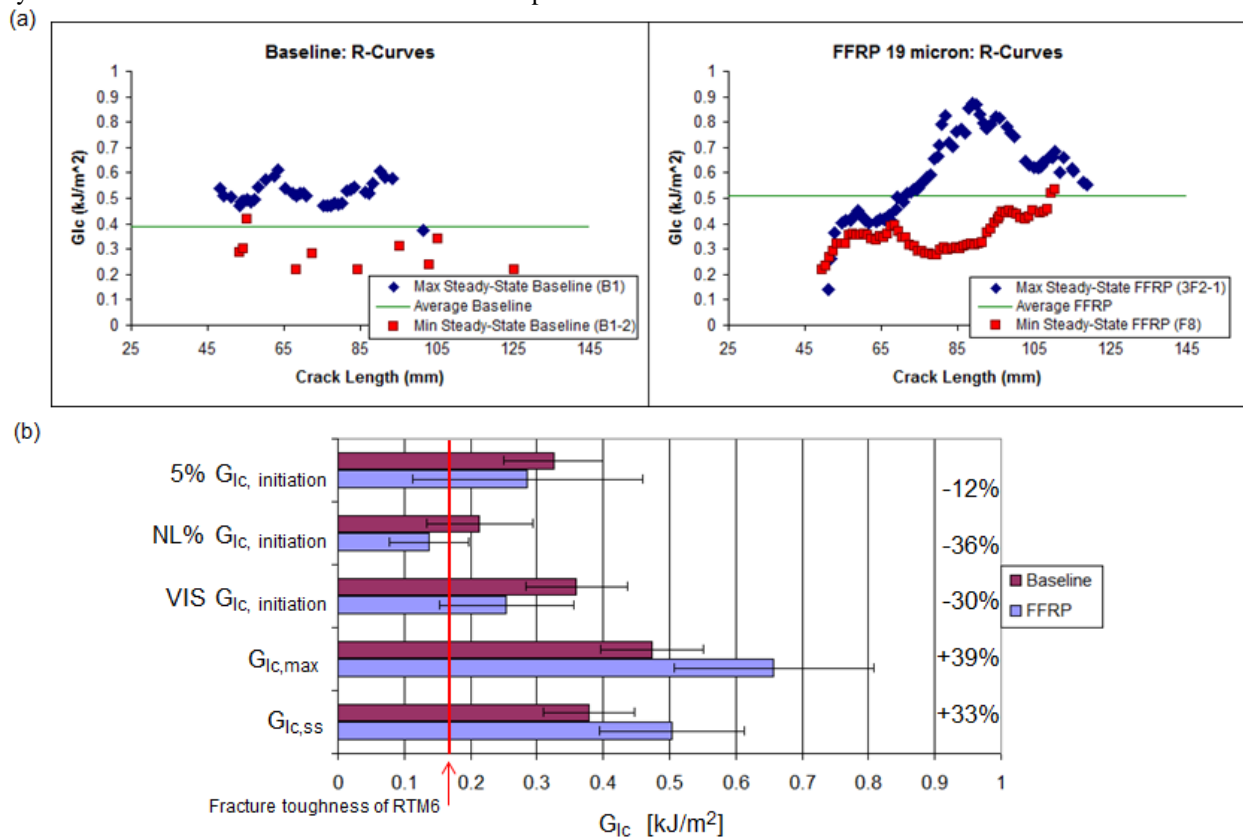 (a)
Baseline: R-Curves
GIc (kJ/m^2)
1
0.9
0.8
0.7
0.6
0.5
0.4
0.3
0.2
0.1
0
25 45 65 85 105 125 145
Crack Length (mm)
Max Steady-State Baseline (B1)
Average Baseline
Min Steady-State Baseline (B1-2)
FFRP 19 micron: R-Curves
GIc (kJ/m^2)
1
0.9
0.8
0.7
0.6
0.5
0.4
0.3
0.2
0.1
0
25 45 65 85 105 125 145
Crack Length (mm)
Max Steady-State FFRP (3F2-1)
Average FFRP
Min Steady-State FFRP (F8)
(b)
5% GIc, initiation
NL% GIc, initiation
VIS GIc, initiation
GIc,max
GIc,ss
-12%
-36%
-30%
+39%
+33%
Baseline
FFRP
0 0.1 0.2 0.3 0.4 0.5 0.6 0.7 0.8 0.9 1
Fracture toughness of RTM6
GIc [kJ/m²]